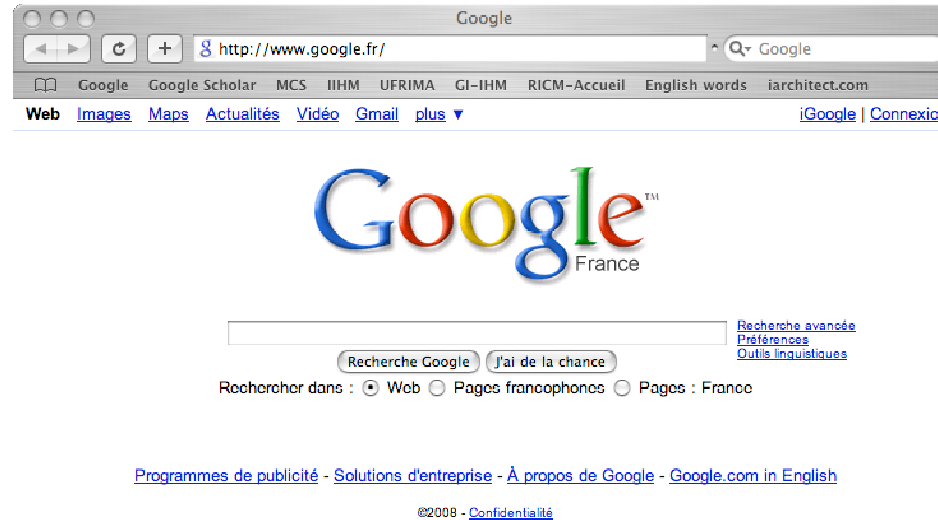 Google
http://www.google.fr/ Google
Google Google Scholar MCS IIHM UFRIMA GI-IHM RICM-Accueil English words iarchitect.com
Web Images Maps Actualités Vidéo Gmail plus ▼ iGoogle | Connexio
Google™
France
Recherche avancée
Préférences
Outils linguistiques
Recherche Google J'ai de la chance
Rechercher dans : Web Pages francophones Pages : France
Programmes de publicité - Solutions d'entreprise - À propos de Google - Google.com in English
©2008 - Confidentialité